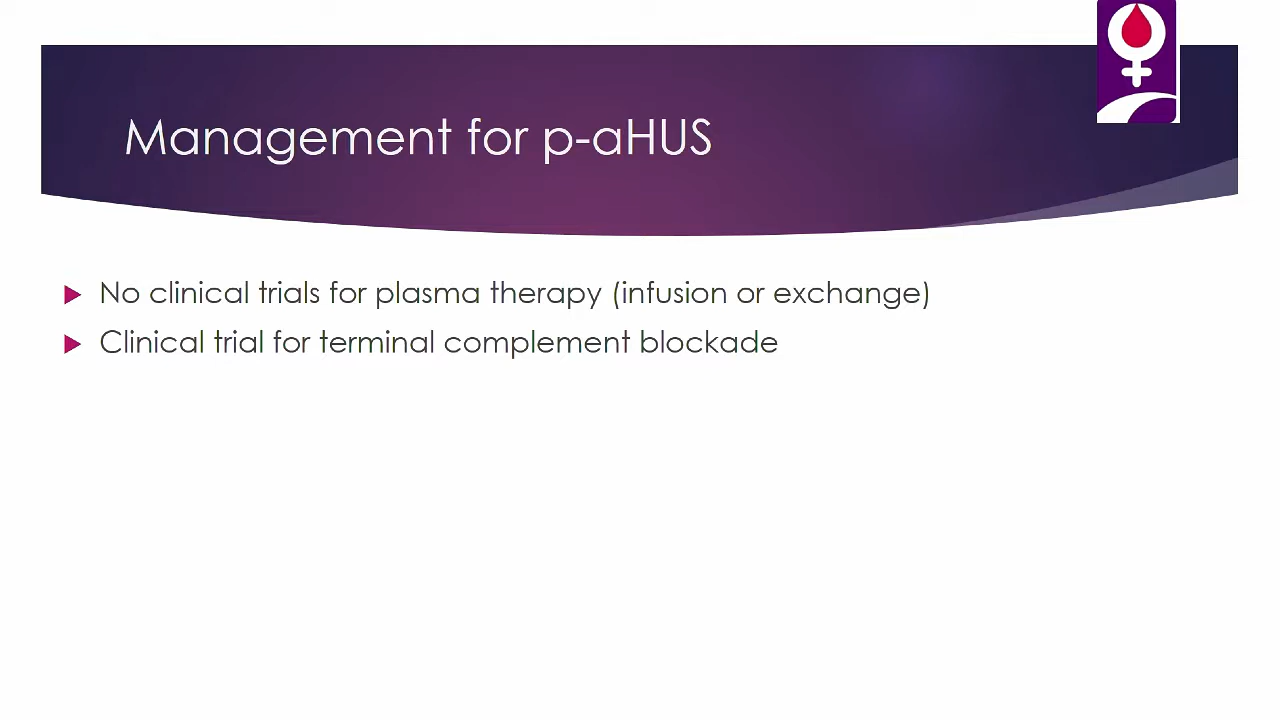 Management for p-aHUS
No clinical trials for plasma therapy (infusion or exchange)
Clinical trial for terminal complement blockade